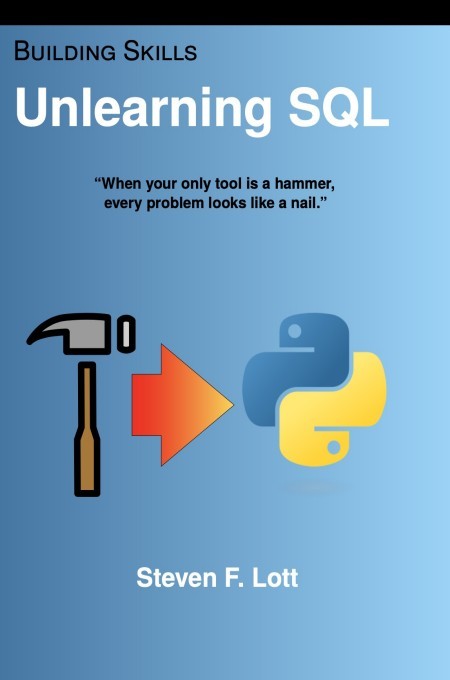 BUILDING SKILLS
Unlearning SQL
“When your only tool is a hammer,
every problem looks like a nail.”
Steven F. Lott